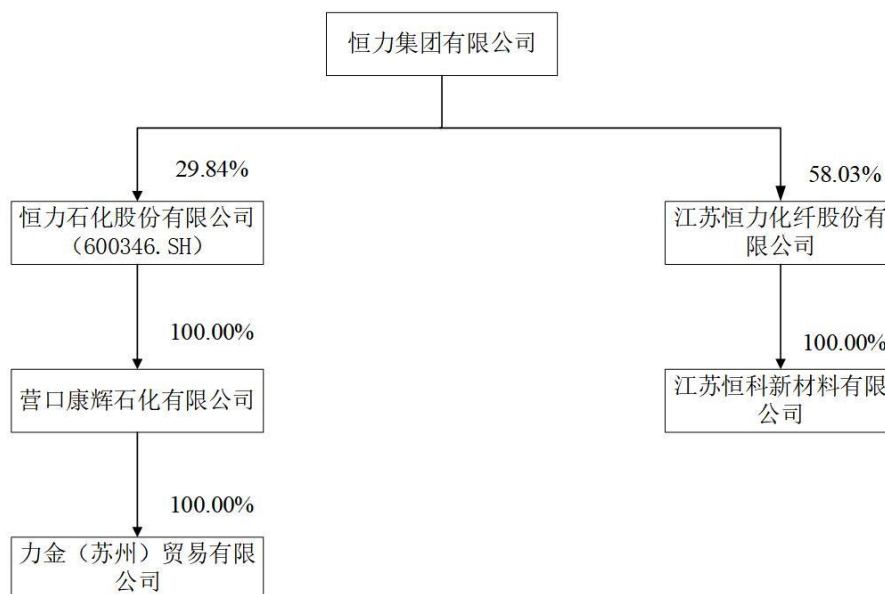 恒力集团有限公司
29.84%
58.03%
恒力石化股份有限公司
（600346.SH）
江苏恒力化纤股份有
限公司
100.00%
100.00%
营口康辉石化有限公司
江苏恒科新材料有限
公司
100.00%
力金（苏州）贸易有限
公司